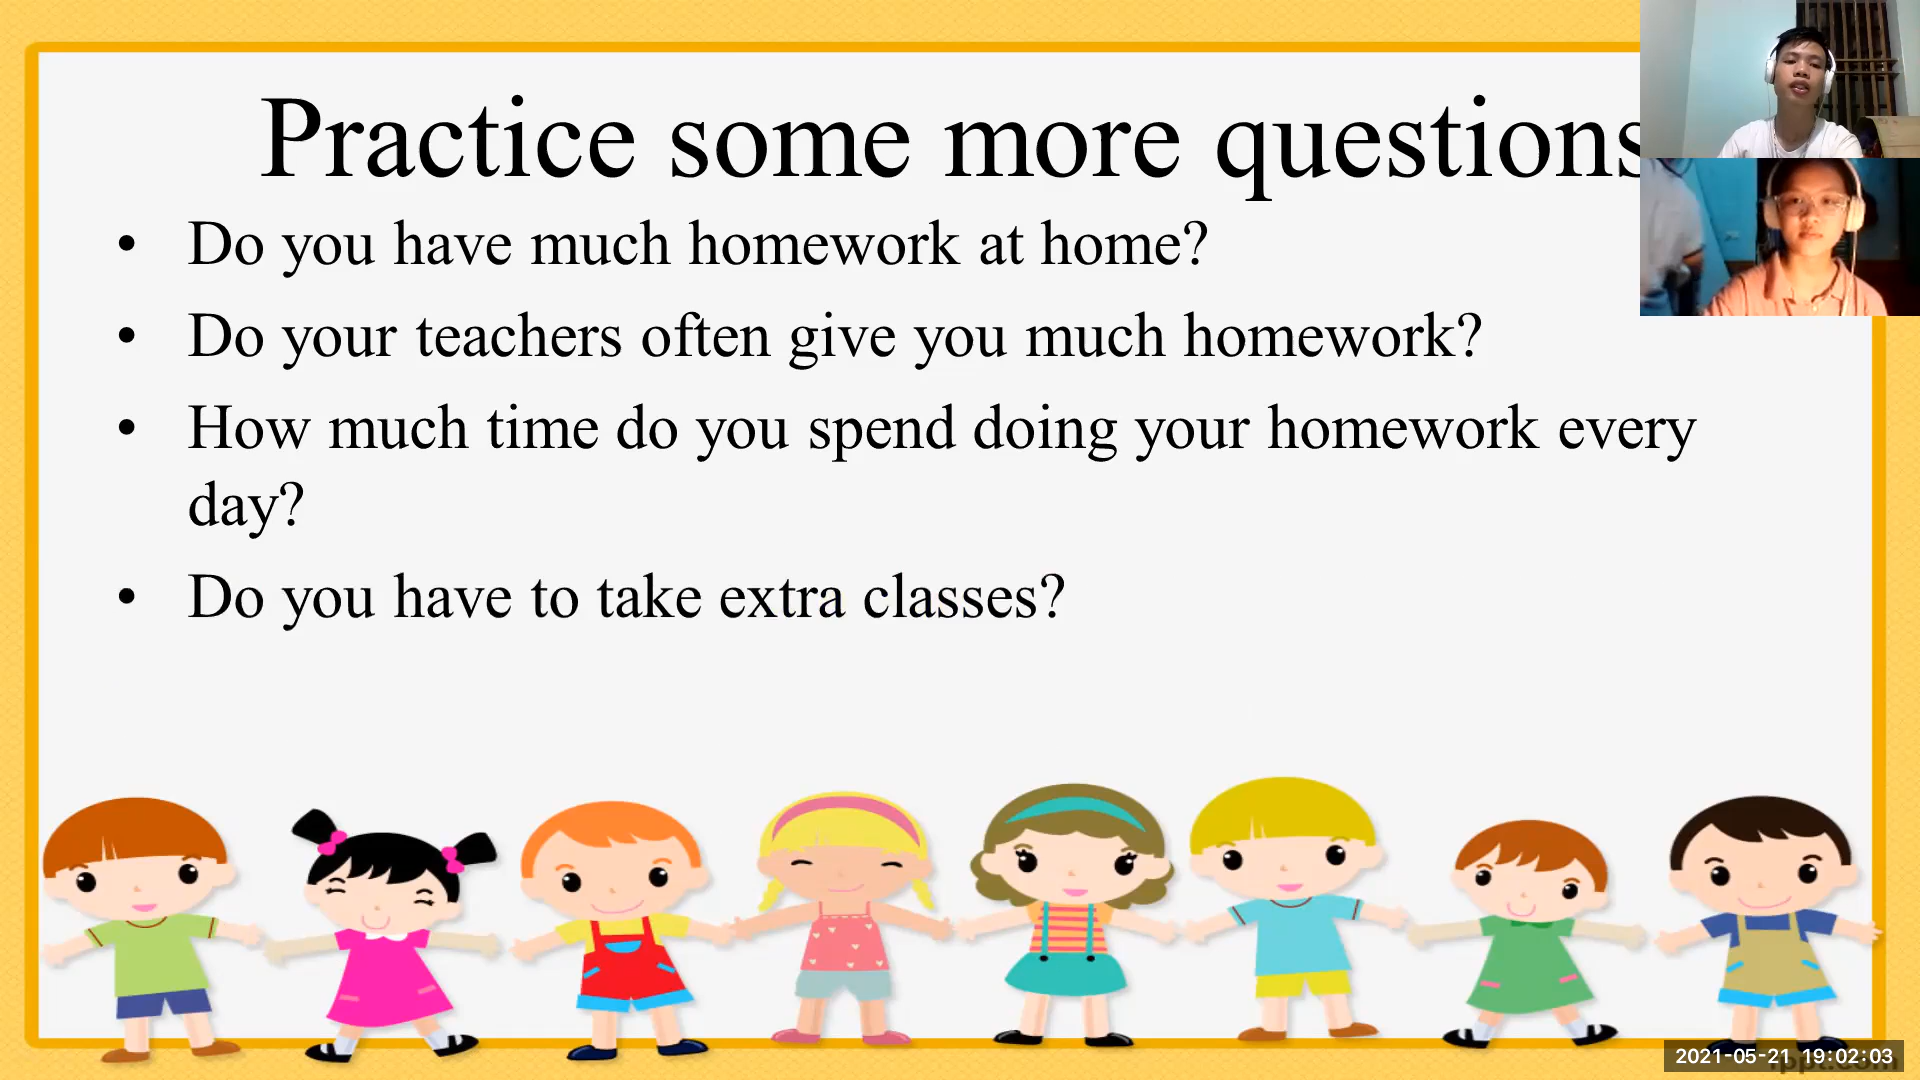 Practice some more questions
• Do you have much homework at home?
• Do your teachers often give you much homework?
• How much time do you spend doing your homework every
day?
• Do you have to take extra classes?
2021-05-21 19:02:03